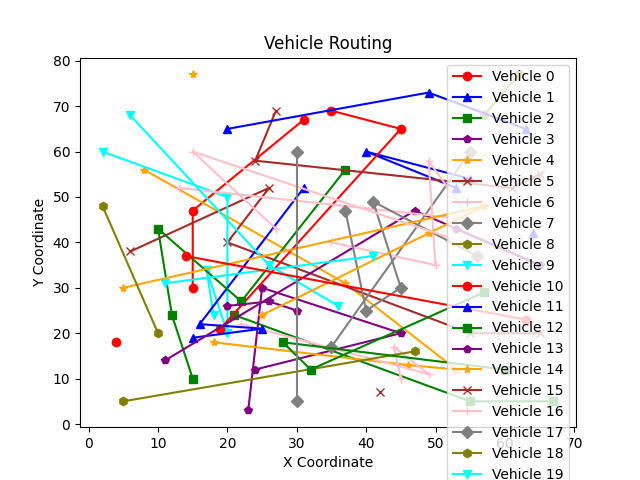 Vehicle Routing
80
70
60
50
40
30
20
10
0
Y Coordinate
0
10
20
30
40
50
60
70
X Coordinate
Vehicle 0
Vehicle 1
Vehicle 2
Vehicle 3
Vehicle 4
Vehicle 5
Vehicle 6
Vehicle 7
Vehicle 8
Vehicle 9
Vehicle 10
Vehicle 11
Vehicle 12
Vehicle 13
Vehicle 14
Vehicle 15
Vehicle 16
Vehicle 17
Vehicle 18
Vehicle 19